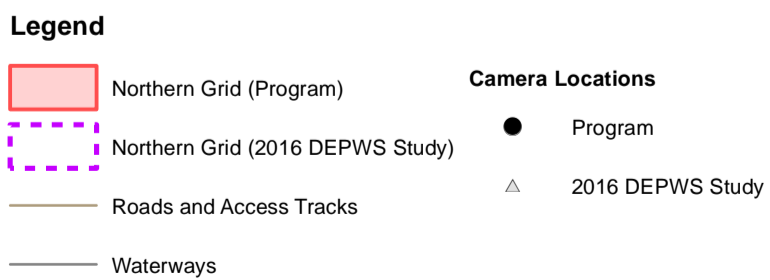 Legend
Northern Grid (Program)
Northern Grid (2016 DEPWS Study)
Roads and Access Tracks
Waterways
Camera Locations
Program
2016 DEPWS Study